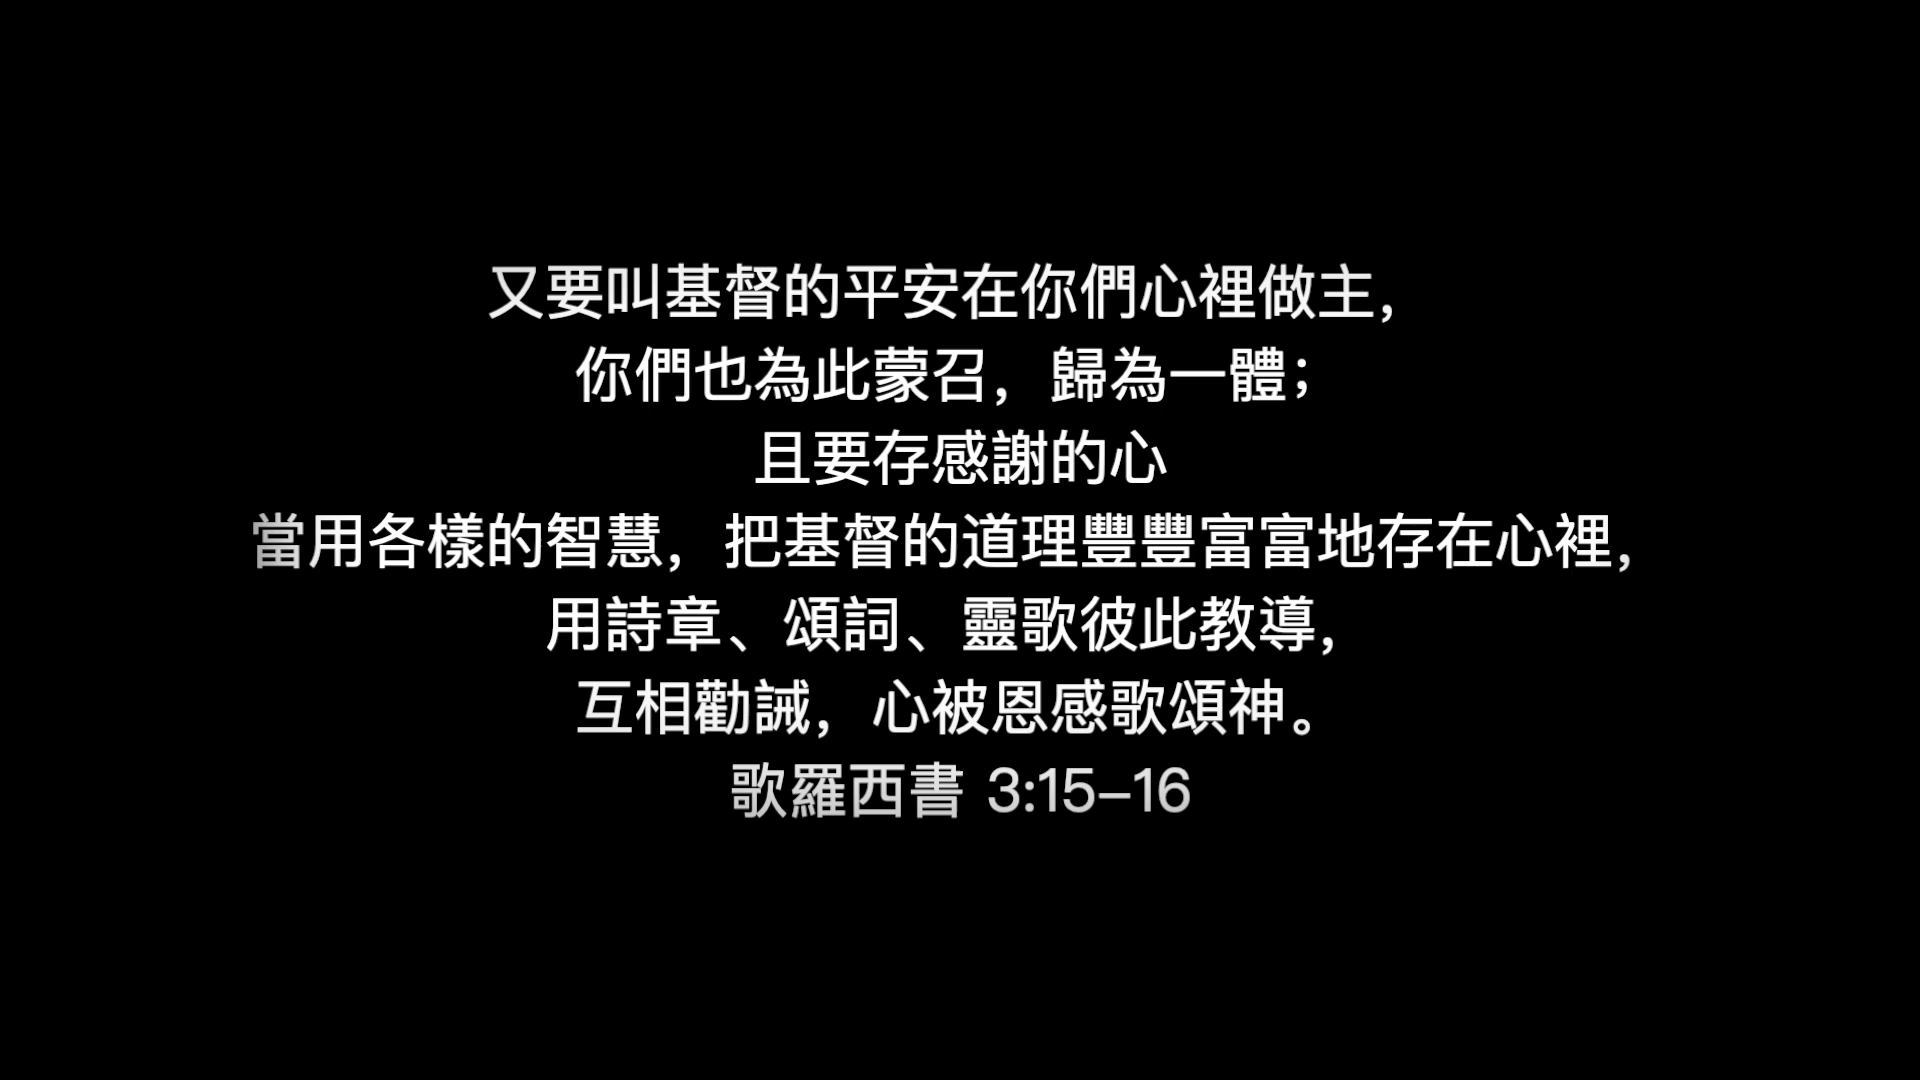 又要叫基督的平安在你們心裡做主，
你們也為此蒙召，歸為一體；
且要存感謝的心
當用各樣的智慧，把基督的道理豐豐富富地存在心裡，
用詩章、頌詞、靈歌彼此教導，
互相勸誡，心被恩感歌頌神。
歌羅西書 3:15–16